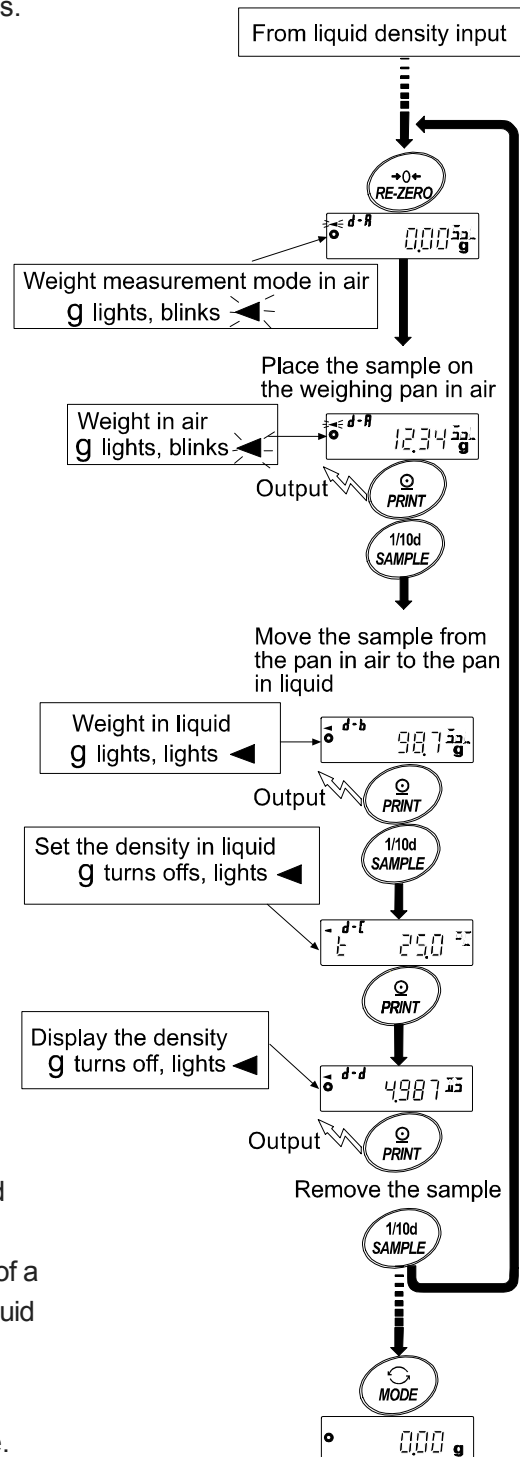 s.
From liquid density input
→0←
RE-ZERO
d-A
0.00 g
Weight measurement mode in air
g lights, blinks ◀
Place the sample on
the weighing pan in air
Weight in air
g lights, blinks ◀
d-A
12.34 g
Output
PRINT
1/10d
SAMPLE
Move the sample from
the pan in air to the pan
in liquid
Weight in liquid
g lights, lights ◀
d-b
9.87 g
Output
PRINT
1/10d
SAMPLE
Set the density in liquid
g turns offs, lights ◀
d-C
t 25.0
PRINT
Display the density
g turns off, lights ◀
d-d
4.987
Output
PRINT
d
Remove the sample
1/10d
SAMPLE
of a
uid
MODE
e.
0.00 g